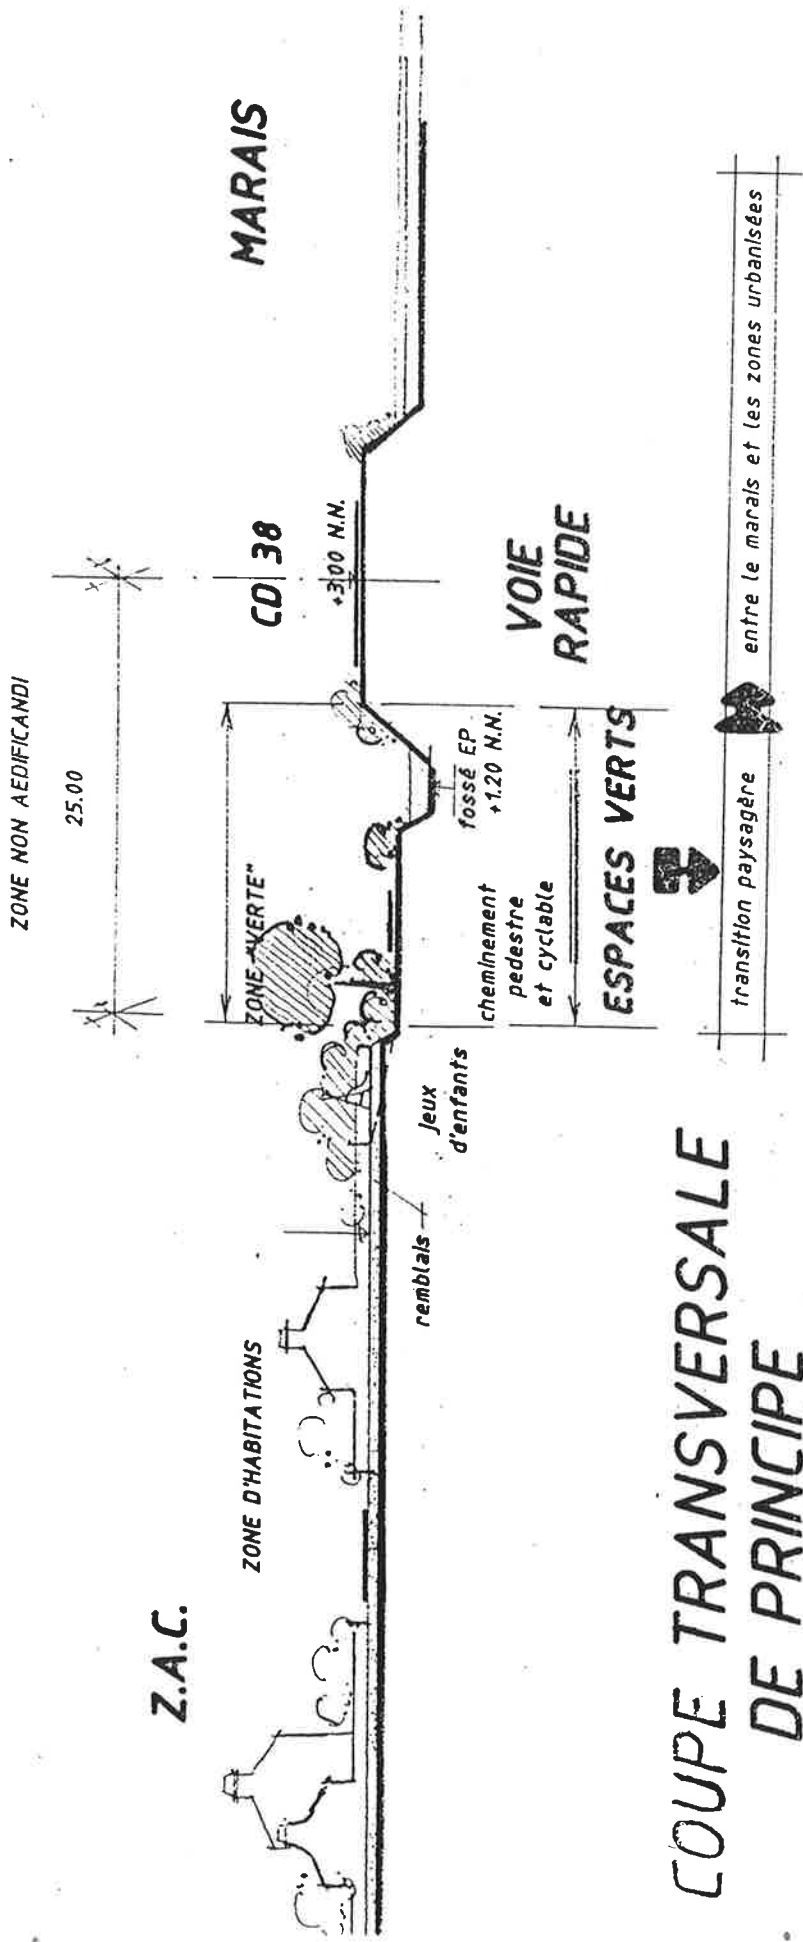 ZONE NON AEDIFICANDI
25.00
Z.A.C.
ZONE D'HABITATIONS
ZONE "VERTE"
CD 38
+3.00 N.N.
MARAIS
remblais
Jeux
d'enfants
cheminement
pedestre
et cyclable
fossé EP
+1.20 N.N.
VOIE
RAPIDE
ESPACES VERTS
transition paysagère
entre le marais et les zones urbanisées
COUPE TRANSVERSALE
DE PRINCIPE